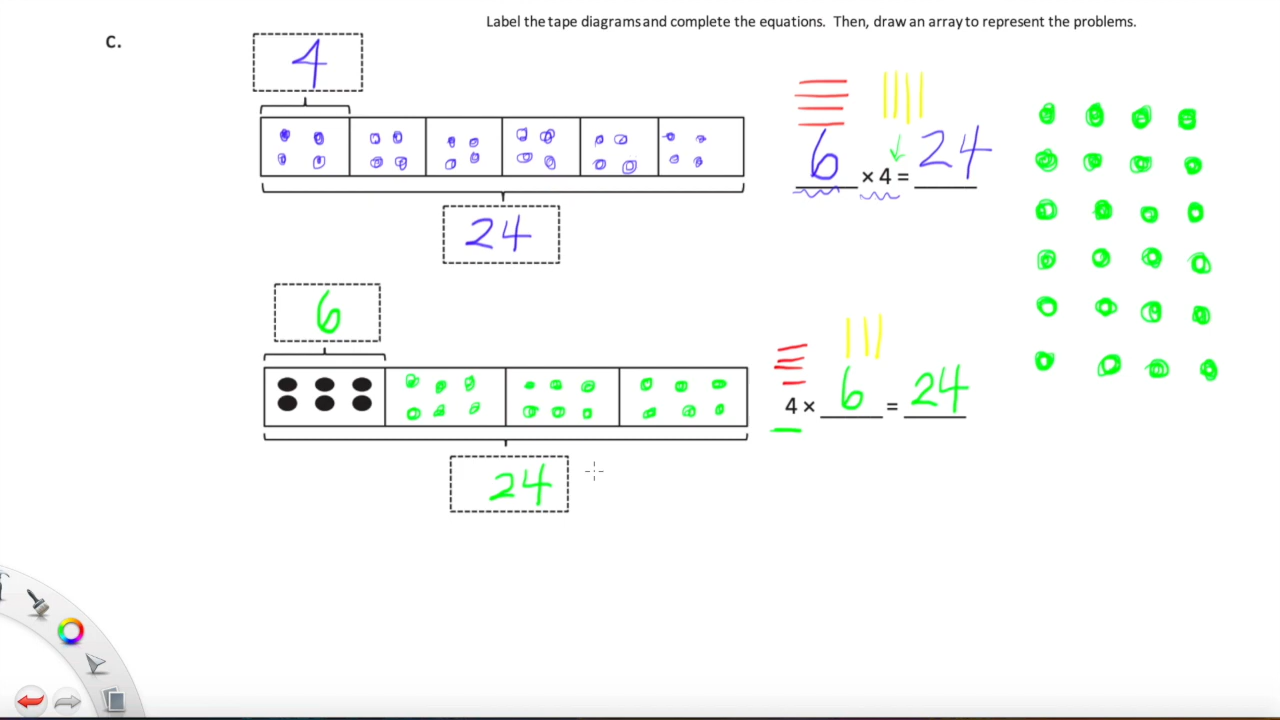 Label the tape diagrams and complete the equations. Then, draw an array to represent the problems.
c.
4
24
6 × 4 = 24
6
24
4 × 6 = 24